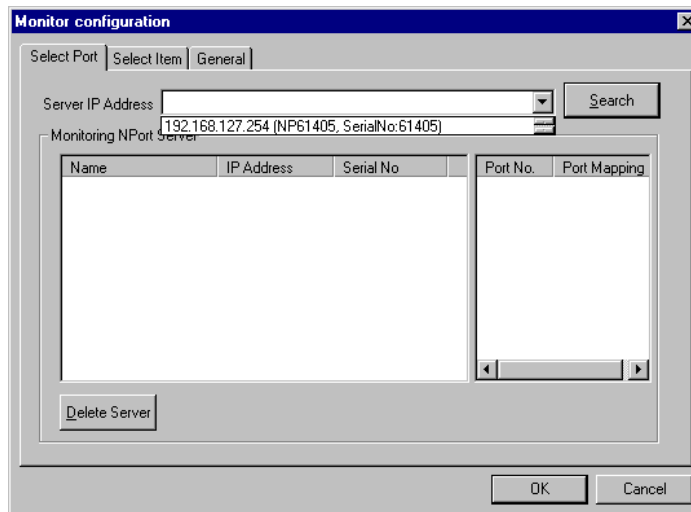 Monitor configuration
Select Port Select Item General
Server IP Address Search
192.168.127.254 (NP61405, SerialNo:61405)
Monitoring NPort Server
Name IP Address Serial No Port No. Port Mapping
Delete Server
OK Cancel